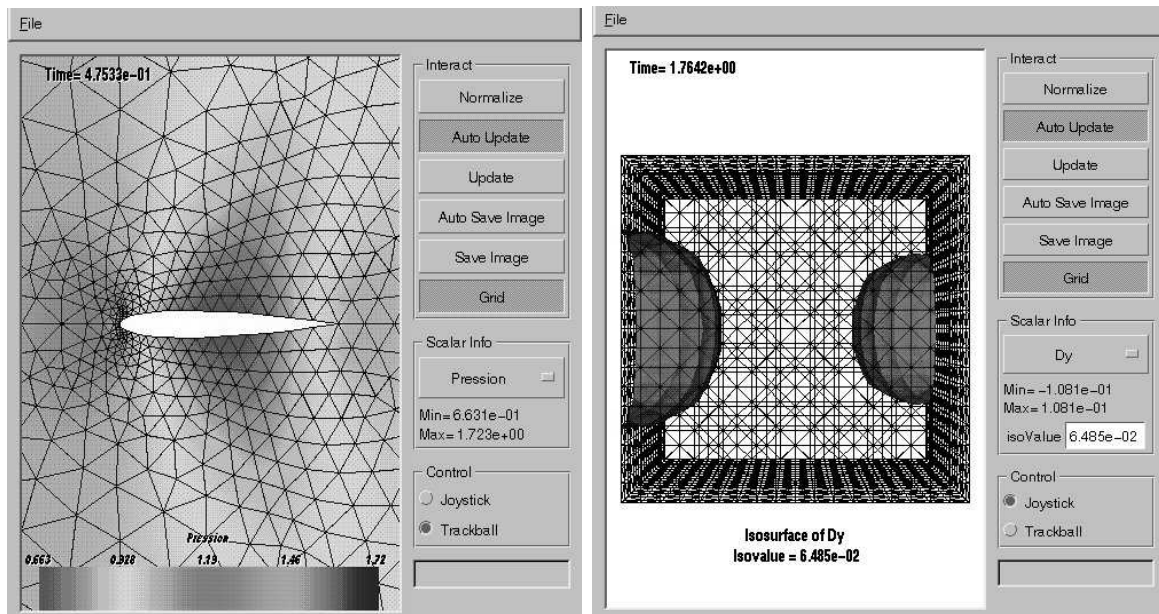 File
Time= 4.7533e-01
Interact
Normalize
Auto Update
Update
Auto Save Image
Save Image
Grid
Scalar Info
Pression
Min= 6.631e-01
Max= 1.723e+00
Control
Joystick
Trackball
Pression
0.663 0.928 1.19 1.46 1.72
File
Time= 1.7642e+00
Interact
Normalize
Auto Update
Update
Auto Save Image
Save Image
Grid
Scalar Info
Dy
Min= -1.081e-01
Max= 1.081e-01
isoValue 6.485e-02
Control
Joystick
Trackball
Isosurface of Dy
Isovalue = 6.485e-02